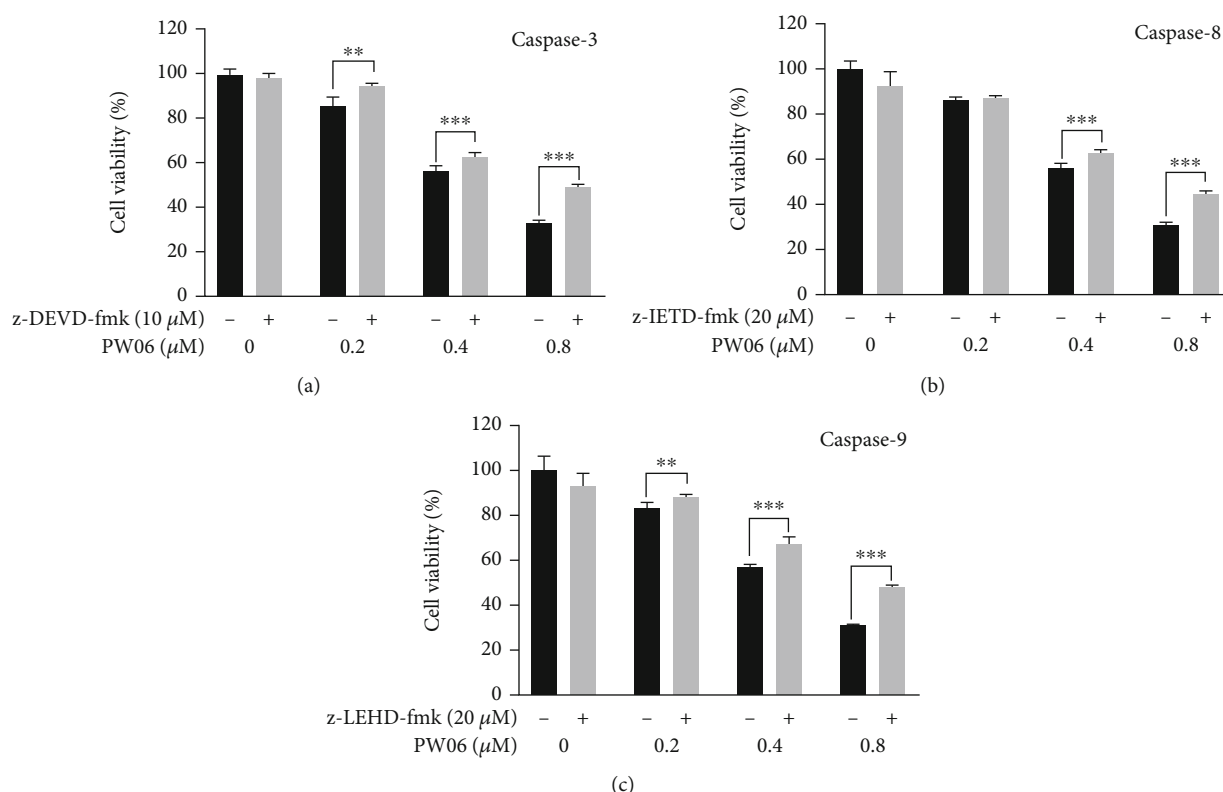 Caspase-3
120
100
80
60
40
20
0
Cell viability (%)
**
***
***
z-DEVD-fmk (10 μM) – + – + – + – +
PW06 (μM) 0 0.2 0.4 0.8
(a)
Caspase-8
120
100
80
60
40
20
0
Cell viability (%)
***
***
z-IETD-fmk (20 μM) – + – + – + – +
PW06 (μM) 0 0.2 0.4 0.8
(b)
Caspase-9
120
100
80
60
40
20
0
Cell viability (%)
**
***
***
z-LEHD-fmk (20 μM) – + – + – + – +
PW06 (μM) 0 0.2 0.4 0.8
(c)